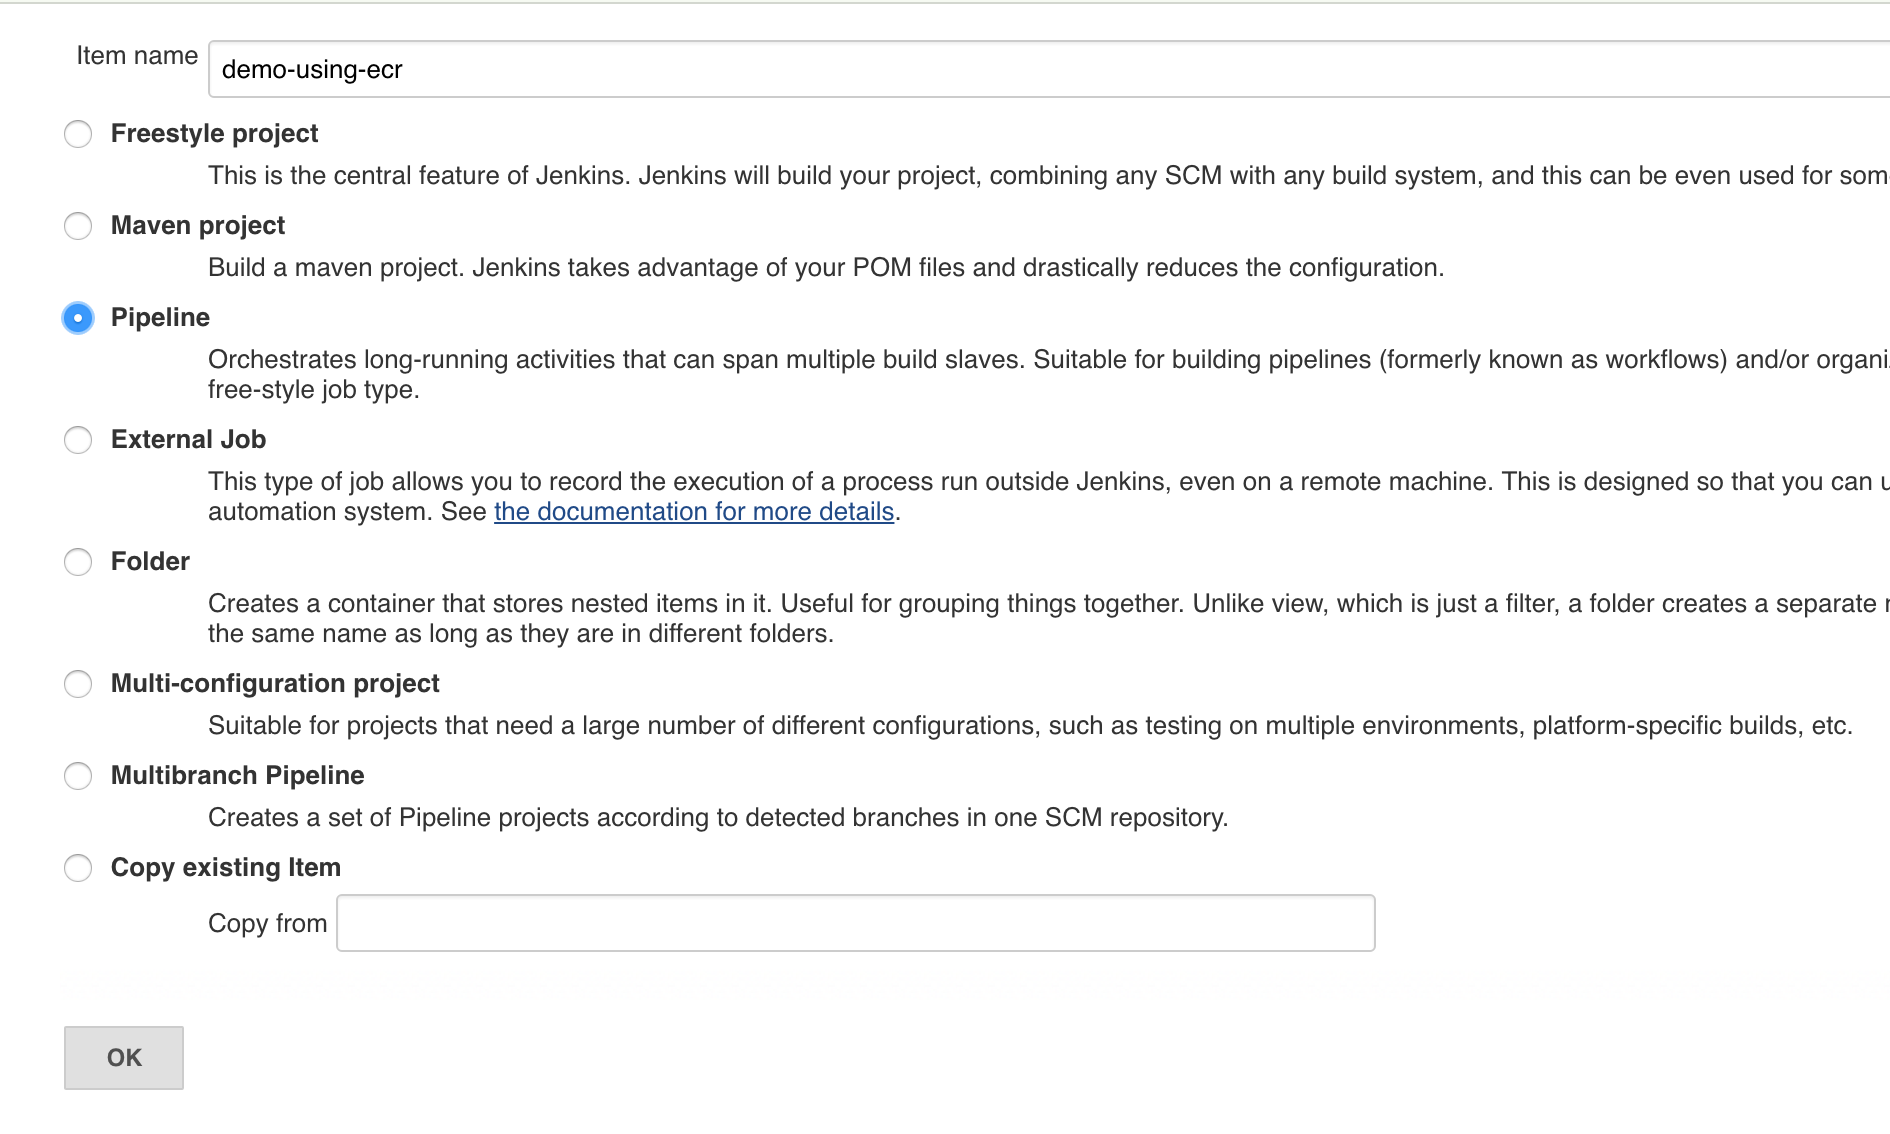 Item name
demo-using-ecr
Freestyle project
This is the central feature of Jenkins. Jenkins will build your project, combining any SCM with any build system, and this can be even used for som
Maven project
Build a maven project. Jenkins takes advantage of your POM files and drastically reduces the configuration.
Pipeline
Orchestrates long-running activities that can span multiple build slaves. Suitable for building pipelines (formerly known as workflows) and/or organi
free-style job type.
External Job
This type of job allows you to record the execution of a process run outside Jenkins, even on a remote machine. This is designed so that you can
automation system. See the documentation for more details.
Folder
Creates a container that stores nested items in it. Useful for grouping things together. Unlike view, which is just a filter, a folder creates a separate
the same name as long as they are in different folders.
Multi-configuration project
Suitable for projects that need a large number of different configurations, such as testing on multiple environments, platform-specific builds, etc.
Multibranch Pipeline
Creates a set of Pipeline projects according to detected branches in one SCM repository.
Copy existing Item
Copy from
OK